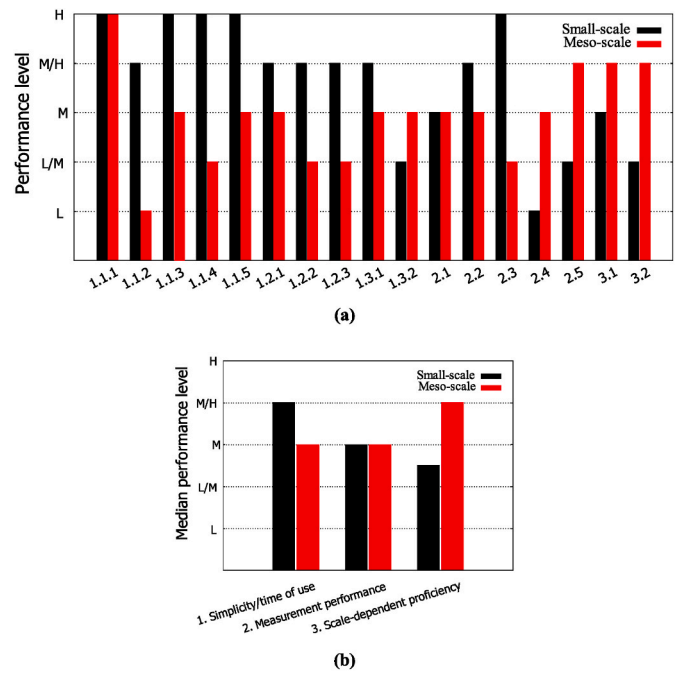 H
M/H
M
L/M
L
Performance level
Small-scale
Meso-scale
1.1.1 1.1.2 1.1.3 1.1.4 1.1.5 1.2.1 1.2.2 1.2.3 1.3.1 1.3.2 2.1 2.2 2.3 2.4 2.5 3.1 3.2
(a)
H
M/H
M
L/M
L
Median performance level
Small-scale
Meso-scale
1. Simplicity/time of use
2. Measurement performance
3. Scale-dependent proficiency
(b)